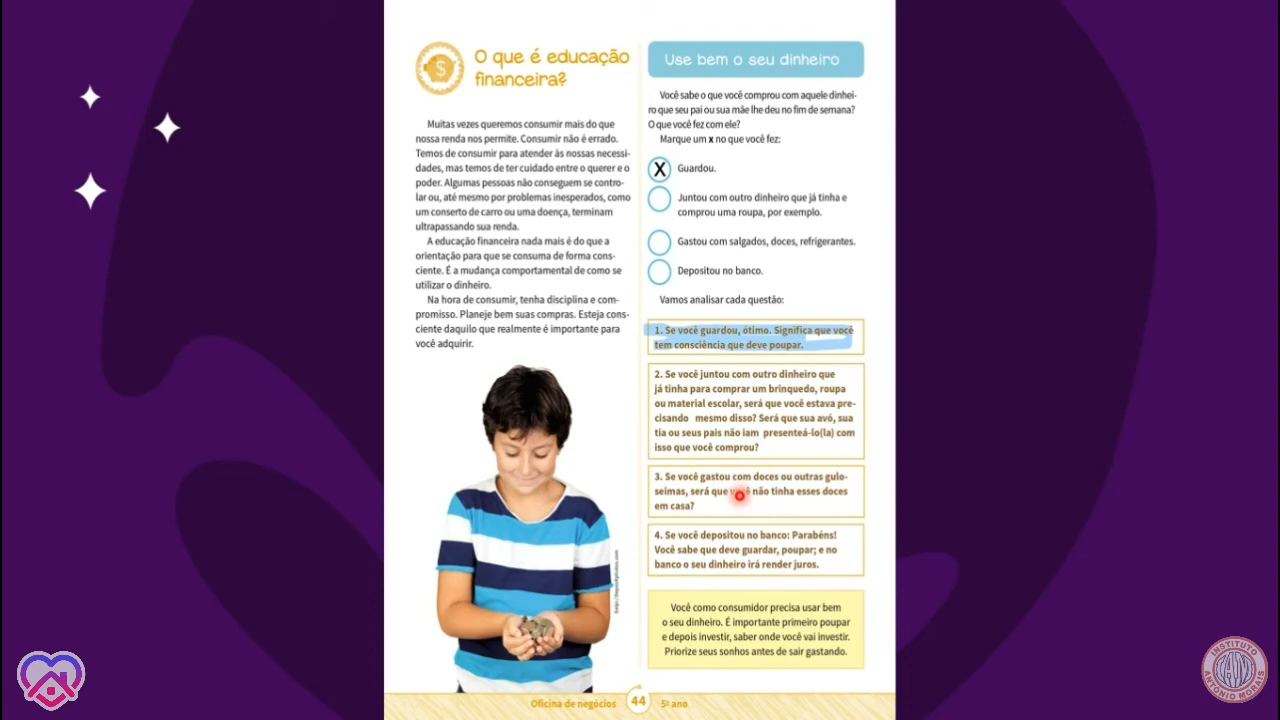 O que é educação
financeira?
Muitas vezes queremos consumir mais do que
nossa renda nos permite. Consumir não é errado.
Temos de consumir para atender às nossas necessi-
dades, mas temos de ter cuidado entre o querer e o
poder. Algumas pessoas não conseguem se contro-
lar ou, até mesmo por problemas inesperados, como
um conserto de carro ou uma doença, terminam
ultrapassando sua renda.
A educação financeira nada mais é do que a
orientação para que se consuma de forma cons-
ciente. É a mudança comportamental de como se
utilizar o dinheiro.
Na hora de consumir, tenha disciplina e com-
promisso. Planeje bem suas compras. Esteja cons-
ciente daquilo que realmente é importante para
você adquirir.
Use bem o seu dinheiro
Você sabe o que você comprou com aquele dinhei-
ro que seu pai ou sua mãe lhe deu no fim de semana?
O que você fez com ele?
Marque um x no que você fez:
X Guardou.
Juntou com outro dinheiro que já tinha e
comprou uma roupa, por exemplo.
Gastou com salgados, doces, refrigerantes.
Depositou no banco.
Vamos analisar cada questão:
1. Se você guardou, ótimo. Significa que você
tem consciência que deve poupar.
2. Se você juntou com outro dinheiro que
já tinha para comprar um brinquedo, roupa
ou material escolar, será que você estava pre-
cisando mesmo disso? Será que sua avó, sua
tia ou seus pais não iam presenteá-lo(la) com
isso que você comprou?
3. Se você gastou com doces ou outras gulo-
seimas, será que você não tinha esses doces
em casa?
4. Se você depositou no banco: Parabéns!
Você sabe que deve guardar, poupar; e no
banco o seu dinheiro irá render juros.
Você como consumidor precisa usar bem
o seu dinheiro. É importante primeiro poupar
e depois investir, saber onde você vai investir.
Priorize seus sonhos antes de sair gastando.
Oficina de negócios 44 5º ano
INSTITUTO
ANTONIO MORAIS